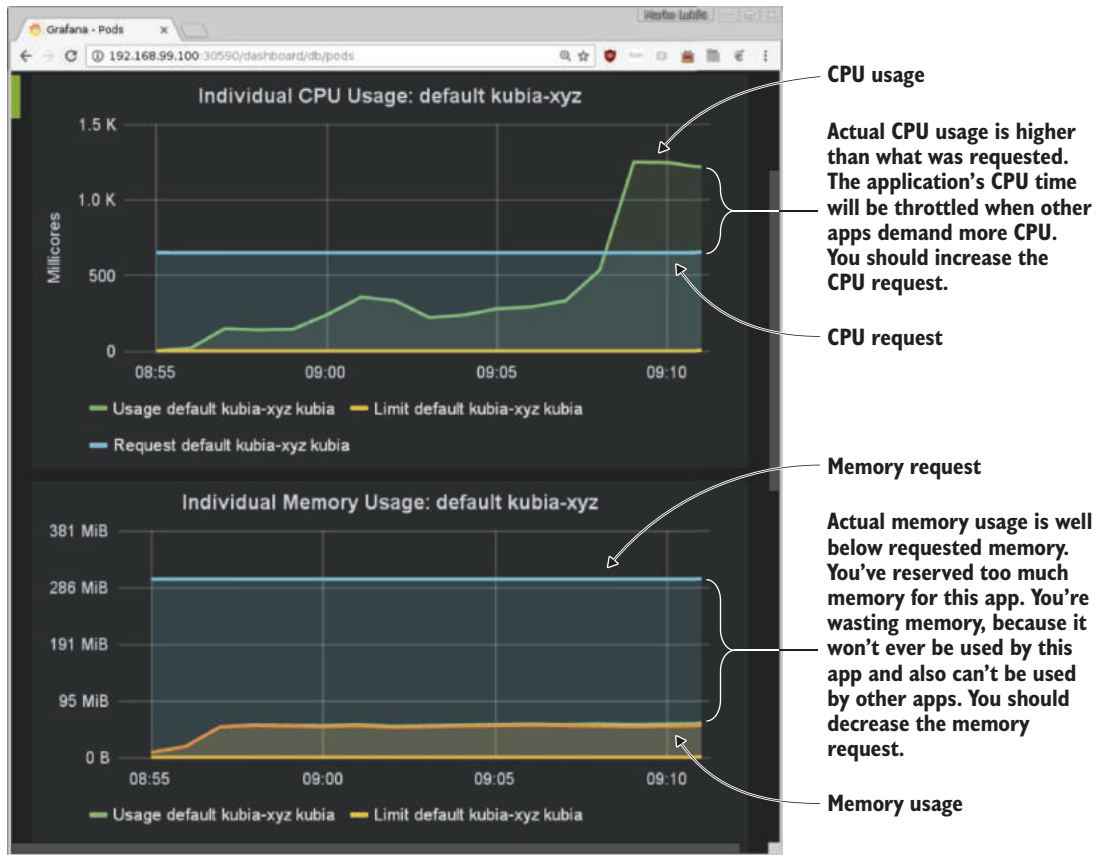 Marko Lukša
Grafana - Pods
192.168.99.100:30590/dashboard/db/pods
Individual CPU Usage: default kubia-xyz
1.5 K
1.0 K
500
0
Millicores
08:55 09:00 09:05 09:10
Usage default kubia-xyz kubia Limit default kubia-xyz kubia
Request default kubia-xyz kubia
Individual Memory Usage: default kubia-xyz
381 MiB
286 MiB
191 MiB
95 MiB
0 B
08:55 09:00 09:05 09:10
Usage default kubia-xyz kubia Limit default kubia-xyz kubia
CPU usage
Actual CPU usage is higher
than what was requested.
The application's CPU time
will be throttled when other
apps demand more CPU.
You should increase the
CPU request.
CPU request
Memory request
Actual memory usage is well
below requested memory.
You've reserved too much
memory for this app. You're
wasting memory, because it
won't ever be used by this
app and also can't be used
by other apps. You should
decrease the memory
request.
Memory usage